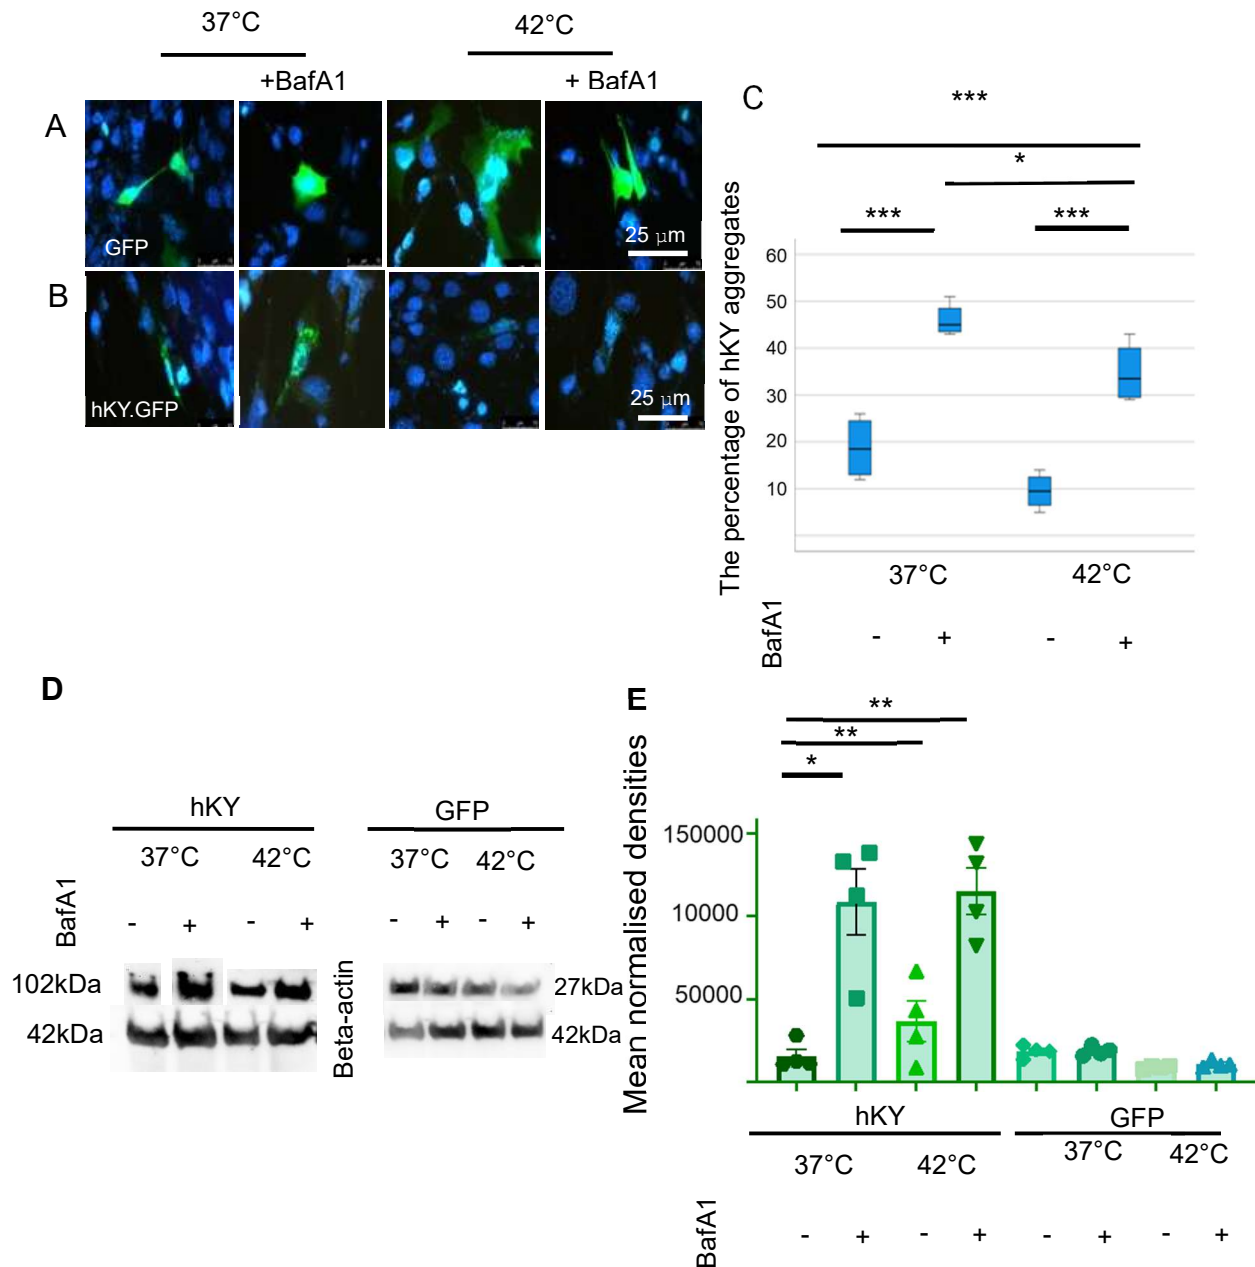 37°C
42°C
+BafA1
+ BafA1
A
GFP
25 μm
B
hKY.GFP
25 μm
C
***
*
***
***
The percentage of hKY aggregates
60
50
40
30
20
10
37°C
42°C
BafA1
-
+
-
+
D
hKY
GFP
37°C
42°C
37°C
42°C
BafA1
-
+
-
+
-
+
-
+
102kDa
42kDa
Beta-actin
27kDa
42kDa
E
**
**
*
Mean normalised densities
150000
10000
50000
hKY
GFP
37°C
42°C
37°C
42°C
BafA1
-
+
-
+
-
+
-
+